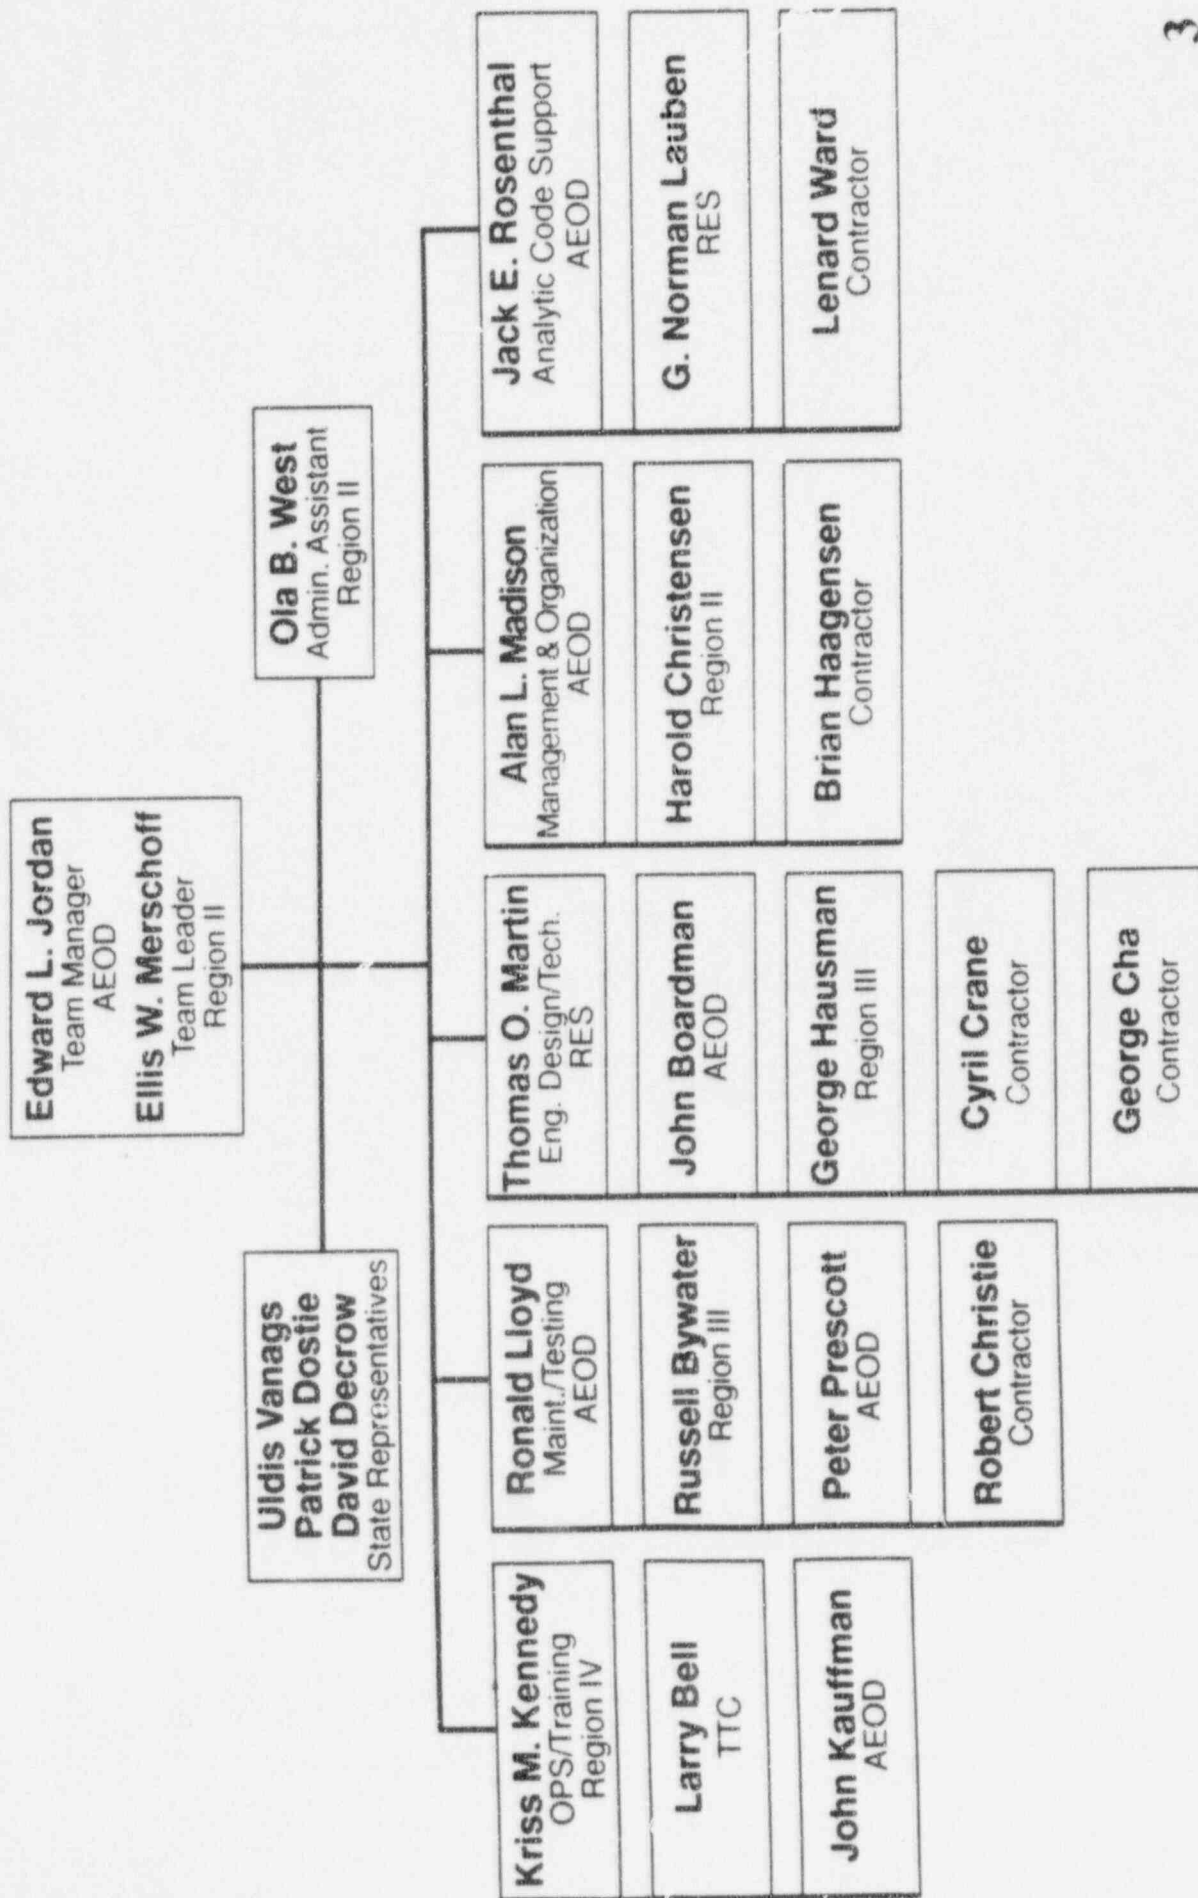 Edward L. Jordan
Team Manager
AEOD
Ellis W. Merschoff
Team Leader
Region II
Uldis Vanags
Patrick Dostie
David Decrow
State Representatives
Ola B. West
Admin. Assistant
Region II
Kriss M. Kennedy
OPS/Training
Region IV
Larry Bell
TTC
John Kauffman
AEOD
Ronald Lloyd
Maint./Testing
AEOD
Russell Bywater
Region III
Peter Prescott
AEOD
Robert Christie
Contractor
Thomas O. Martin
Eng. Design/Tech.
RES
John Boardman
AEOD
George Hausman
Region III
Cyril Crane
Contractor
George Cha
Contractor
Alan L. Madison
Management & Organization
AEOD
Harold Christensen
Region II
Brian Haagensen
Contractor
Jack E. Rosenthal
Analytic Code Support
AEOD
G. Norman Lauben
RES
Lenard Ward
Contractor
3